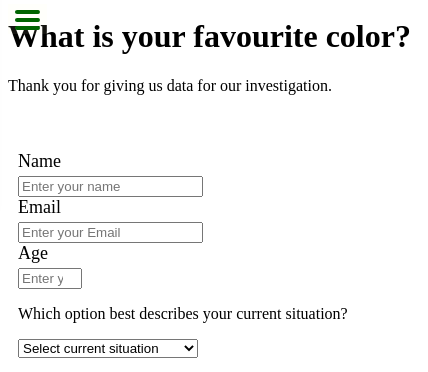 What is your favourite color?
Thank you for giving us data for our investigation.
Name
Enter your name
Email
Enter your Email
Age
Enter y
Which option best describes your current situation?
Select current situation